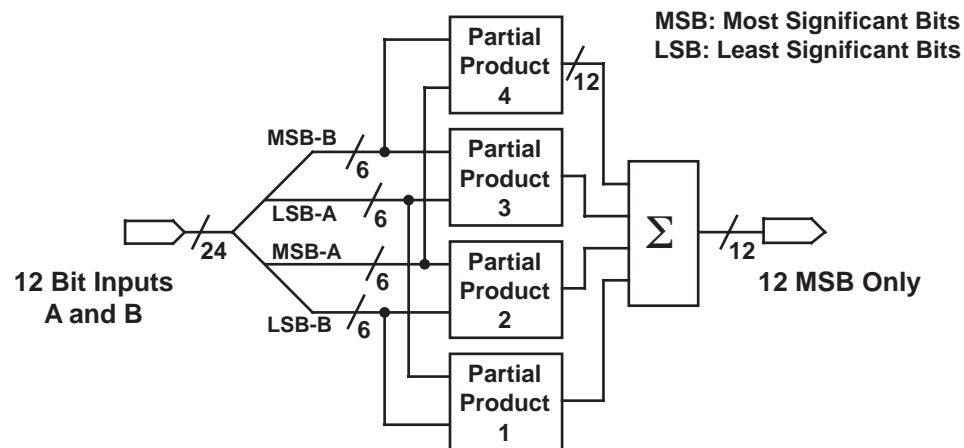 MSB: Most Significant Bits
LSB: Least Significant Bits
Partial
Product
4
12
MSB-B
6
Partial
Product
3
LSB-A
6
24
12 Bit Inputs
A and B
MSB-A
6
Partial
Product
2
LSB-B
6
Partial
Product
1
Σ
12
12 MSB Only